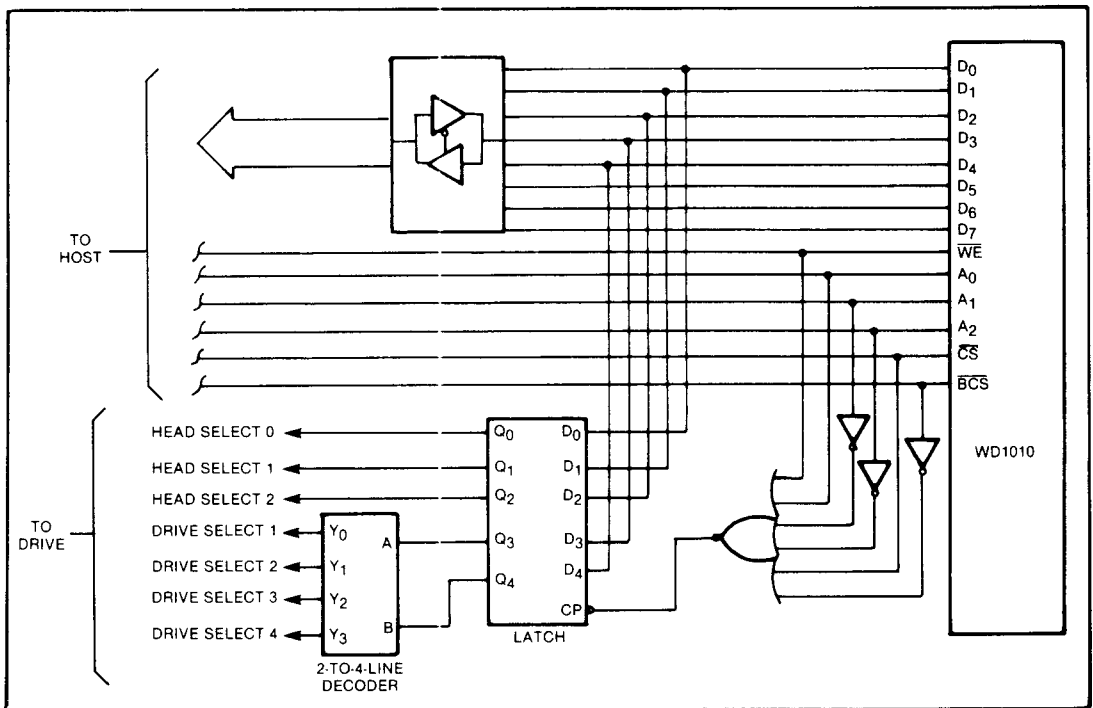 D₀
D₁
D₂
D₃
D₄
D₅
D₆
D₇
W̅E̅
A₀
A₁
A₂
C̅S̅
B̅C̅S̅
WD1010
TO
HOST
TO
DRIVE
HEAD SELECT 0
HEAD SELECT 1
HEAD SELECT 2
DRIVE SELECT 1
DRIVE SELECT 2
DRIVE SELECT 3
DRIVE SELECT 4
Y₀
Y₁
Y₂
Y₃
A
B
2-TO-4-LINE
DECODER
Q₀
Q₁
Q₂
Q₃
Q₄
D₀
D₁
D₂
D₃
D₄
CP
LATCH